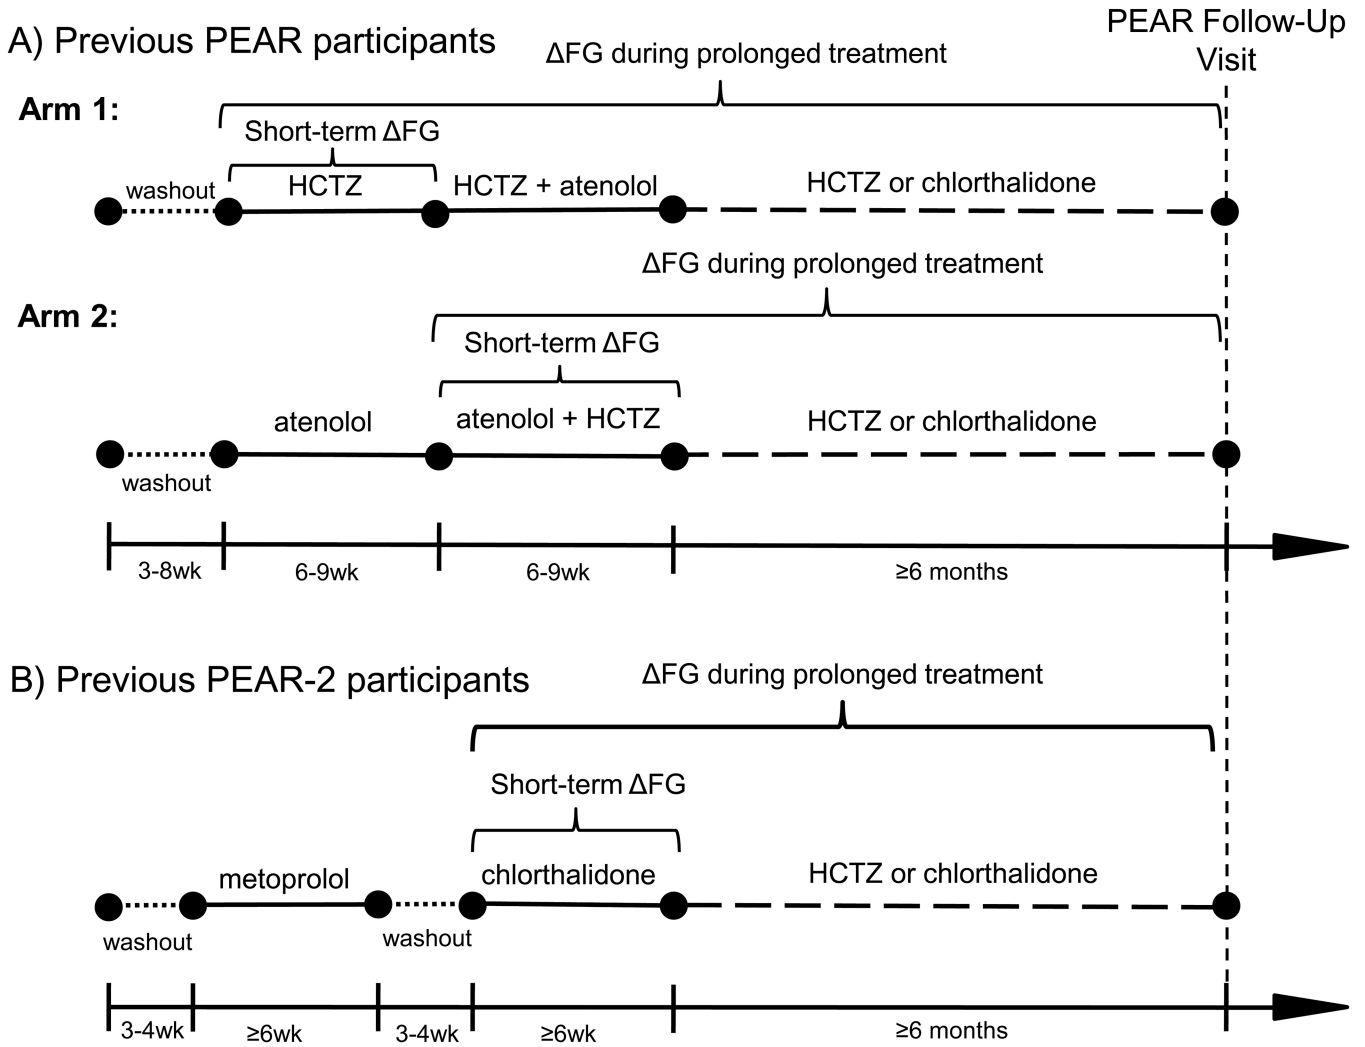 A) Previous PEAR participants
PEAR Follow-Up
Visit
ΔFG during prolonged treatment
Arm 1:
Short-term ΔFG
washout
HCTZ
HCTZ + atenolol
HCTZ or chlorthalidone
ΔFG during prolonged treatment
Arm 2:
Short-term ΔFG
atenolol
atenolol + HCTZ
HCTZ or chlorthalidone
washout
3-8wk
6-9wk
6-9wk
≥6 months
B) Previous PEAR-2 participants
ΔFG during prolonged treatment
Short-term ΔFG
metoprolol
chlorthalidone
HCTZ or chlorthalidone
washout
washout
3-4wk
≥6wk
3-4wk
≥6wk
≥6 months